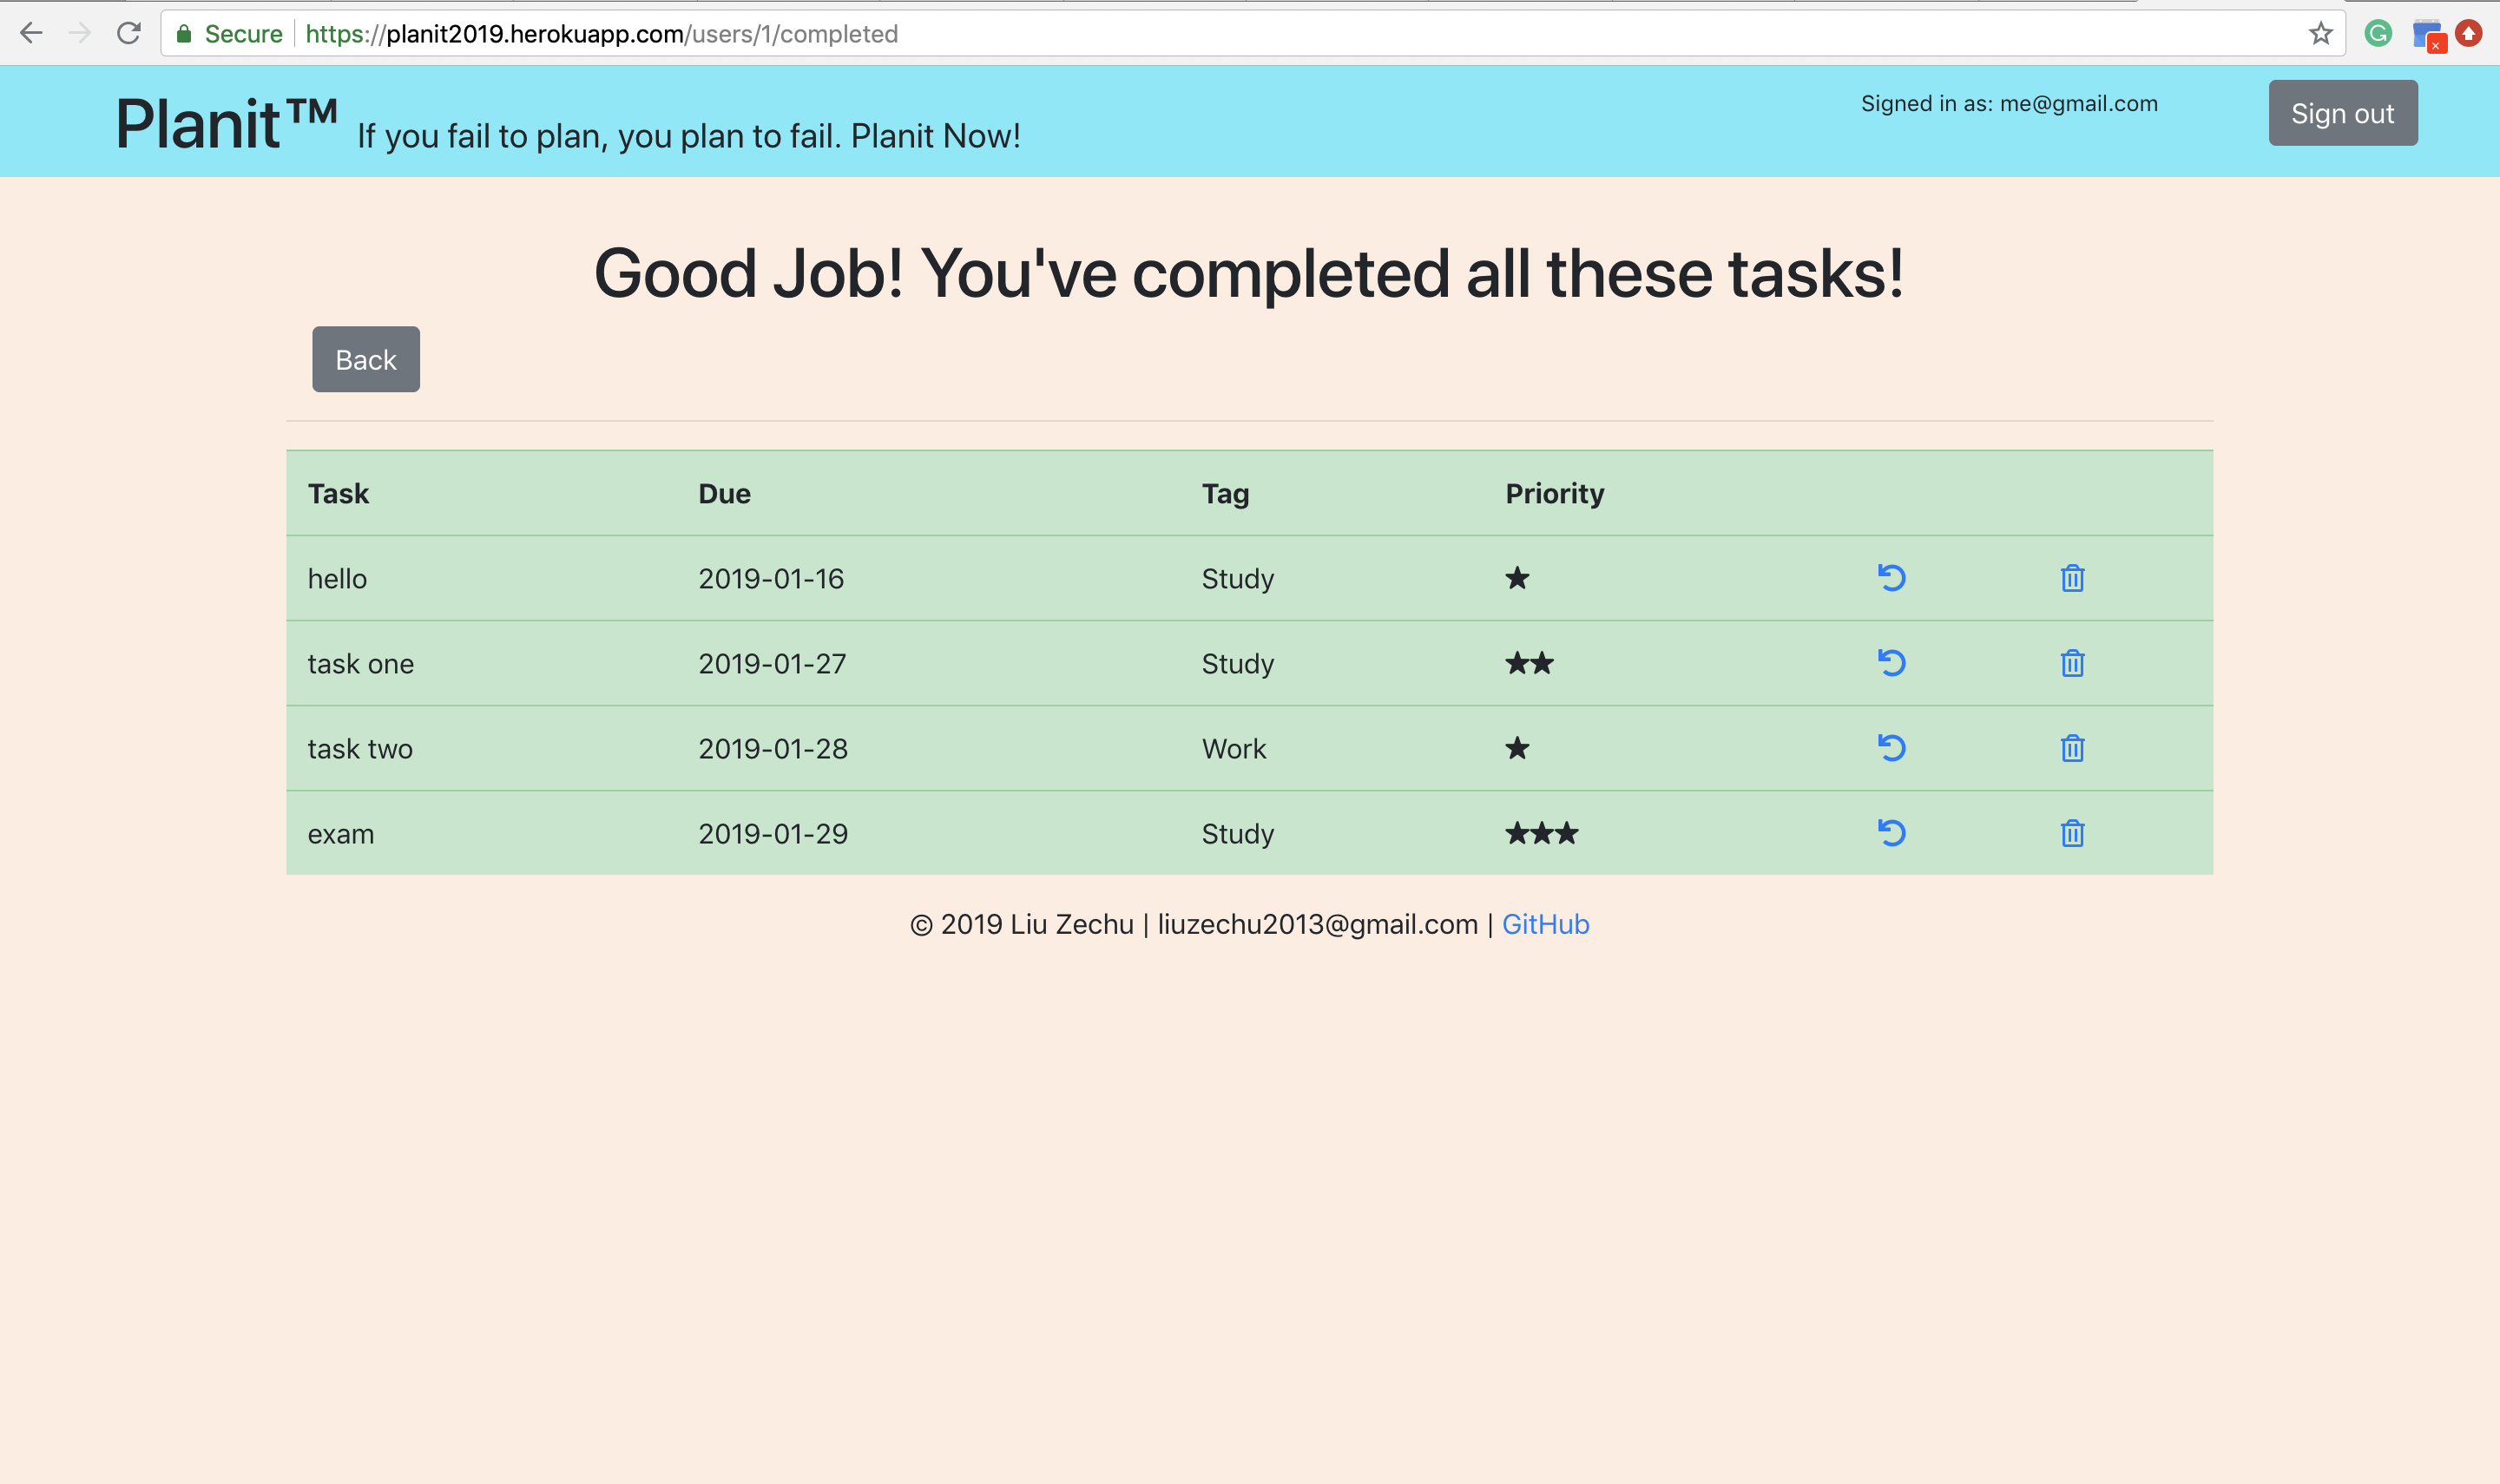 Secure https://planit2019.herokuapp.com/users/1/completed
Planit™ If you fail to plan, you plan to fail. Planit Now!
Signed in as: me@gmail.com
Sign out
Good Job! You've completed all these tasks!
Back
Task Due Tag Priority
hello 2019-01-16 Study ★
task one 2019-01-27 Study ★★
task two 2019-01-28 Work ★
exam 2019-01-29 Study ★★★
© 2019 Liu Zechu | liuzechu2013@gmail.com | GitHub